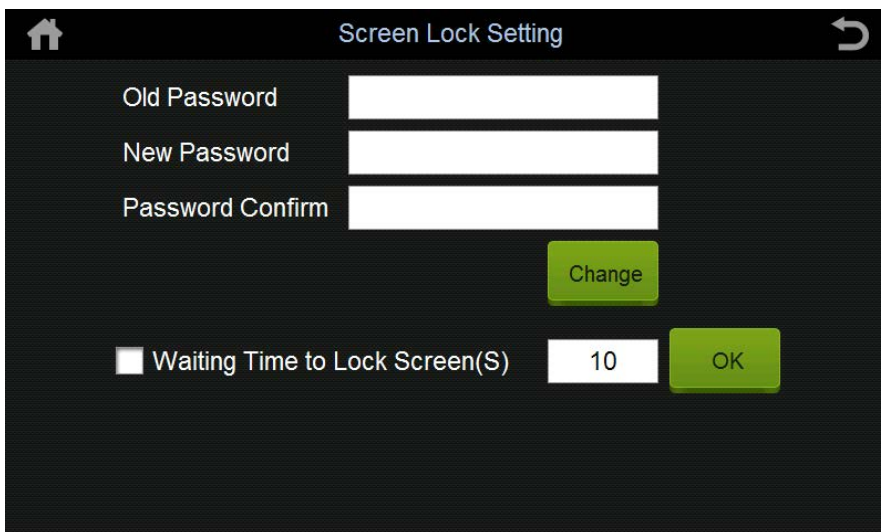 Screen Lock Setting
Old Password
New Password
Password Confirm
Change
Waiting Time to Lock Screen(S) 10 OK